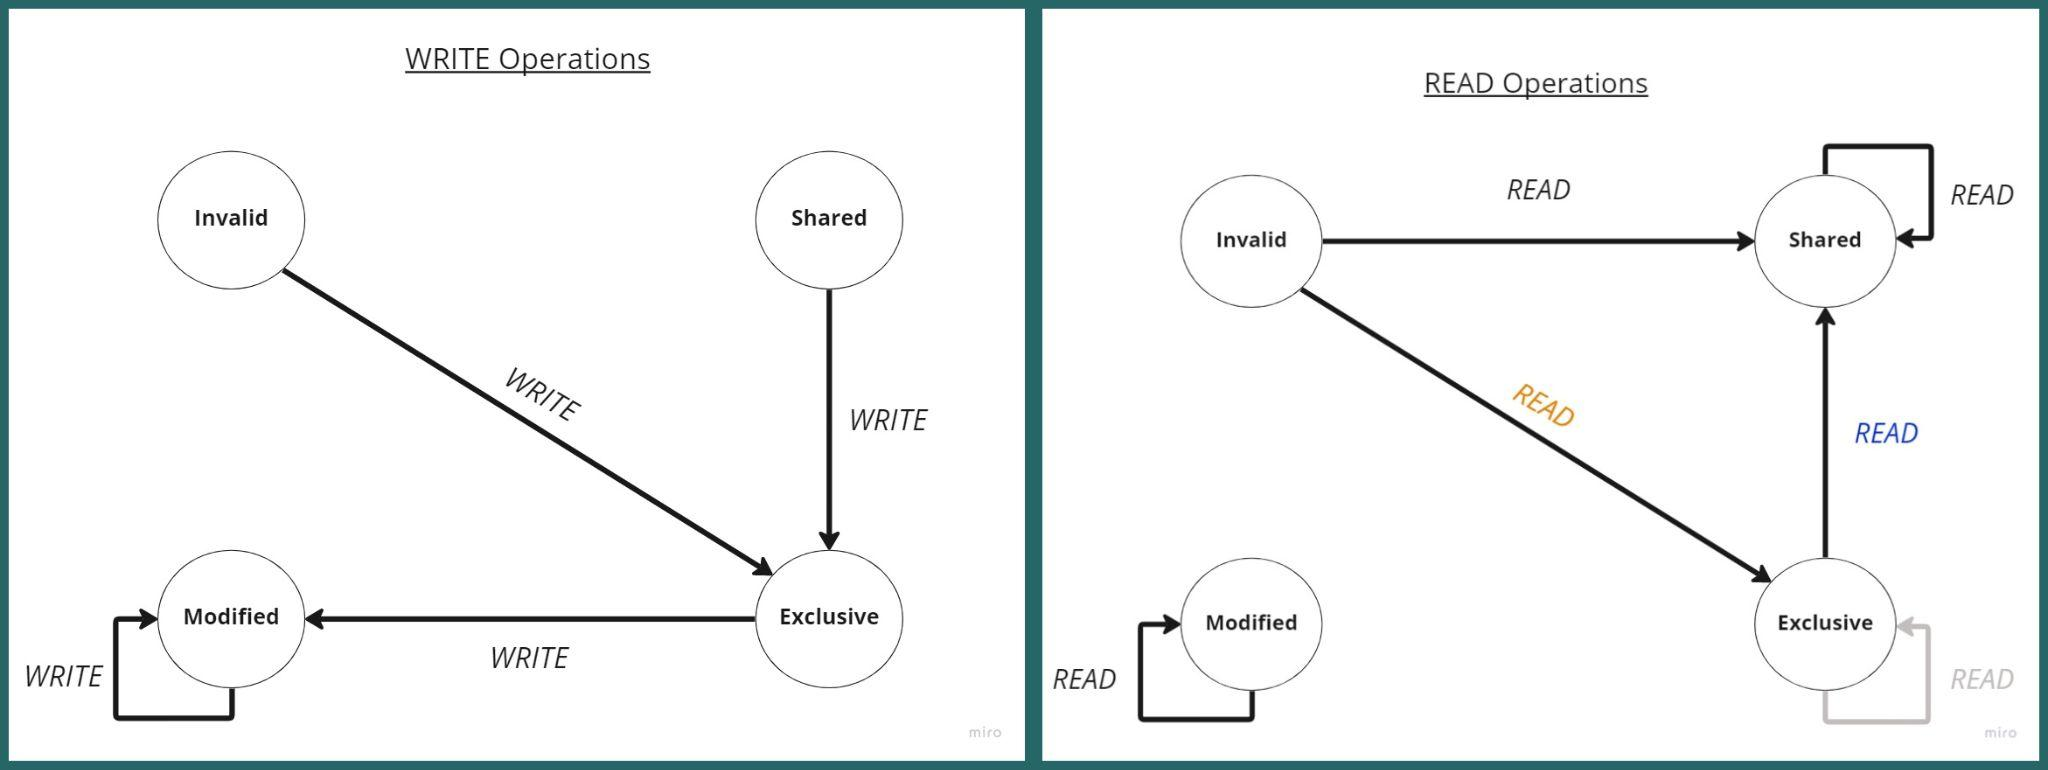 WRITE Operations
Invalid
Shared
WRITE
WRITE
Modified
Exclusive
WRITE
WRITE
miro
READ Operations
READ
READ
Invalid
Shared
READ
READ
Modified
Exclusive
READ
READ
miro